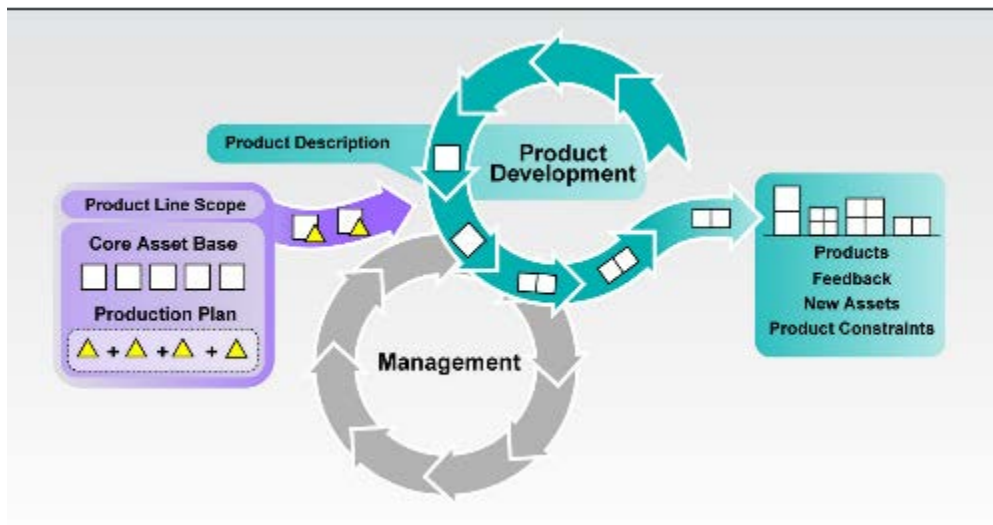 Product Description
Product
Development
Product Line Scope
Core Asset Base
Production Plan
+ + +
Management
Products
Feedback
New Assets
Product Constraints